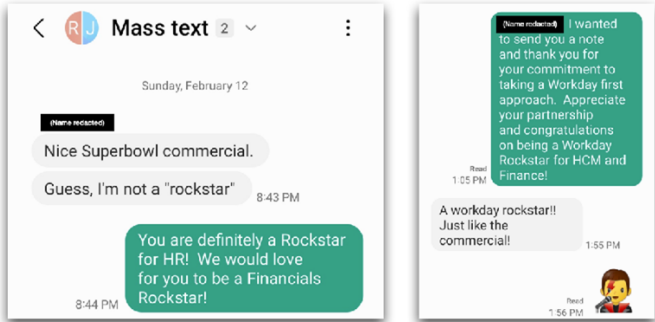 R J Mass text 2
Sunday, February 12
(Name redacted)
Nice Superbowl commercial.
Guess, I'm not a "rockstar"
8:43 PM
You are definitely a Rockstar
for HR! We would love
for you to be a Financials
Rockstar!
8:44 PM
(Name redacted) I wanted
to send you a note
and thank you for
your commitment to
taking a Workday first
approach. Appreciate
your partnership
and congratulations
on being a Workday
Rockstar for HCM and
Finance!
Read
1:05 PM
A workday rockstar!!
Just like the
commercial!
1:55 PM
Read
1:56 PM